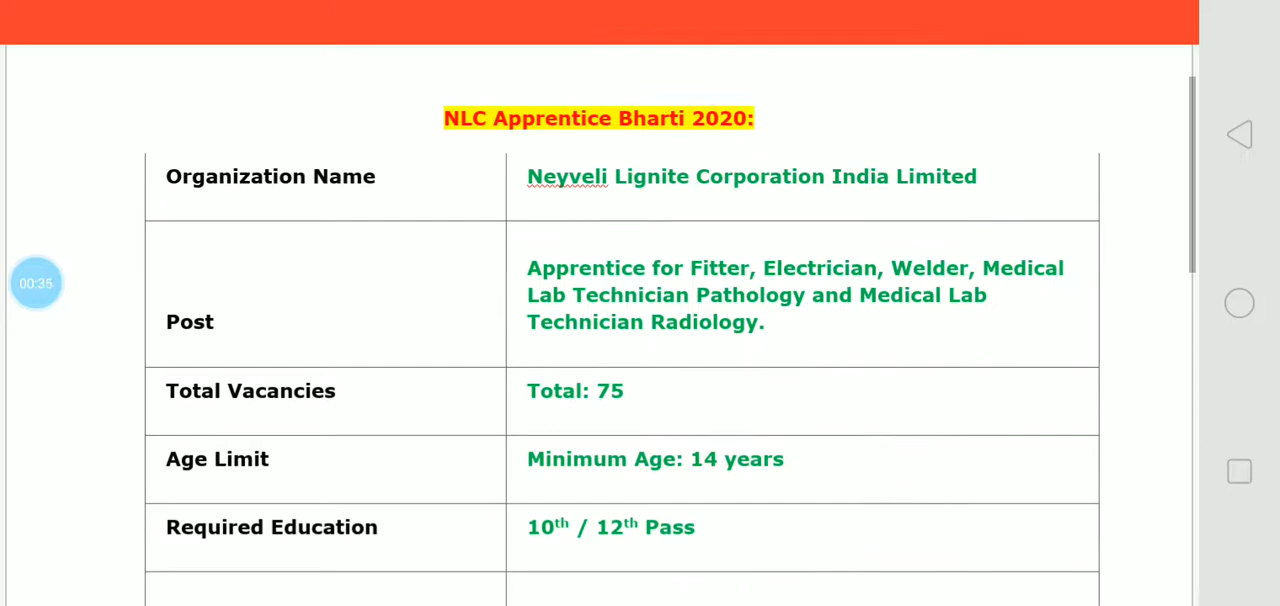 NLC Apprentice Bharti 2020:
Organization Name
Neyveli Lignite Corporation India Limited
Post
Apprentice for Fitter, Electrician, Welder, Medical
Lab Technician Pathology and Medical Lab
Technician Radiology.
Total Vacancies
Total: 75
Age Limit
Minimum Age: 14 years
Required Education
10th / 12th Pass
00:35